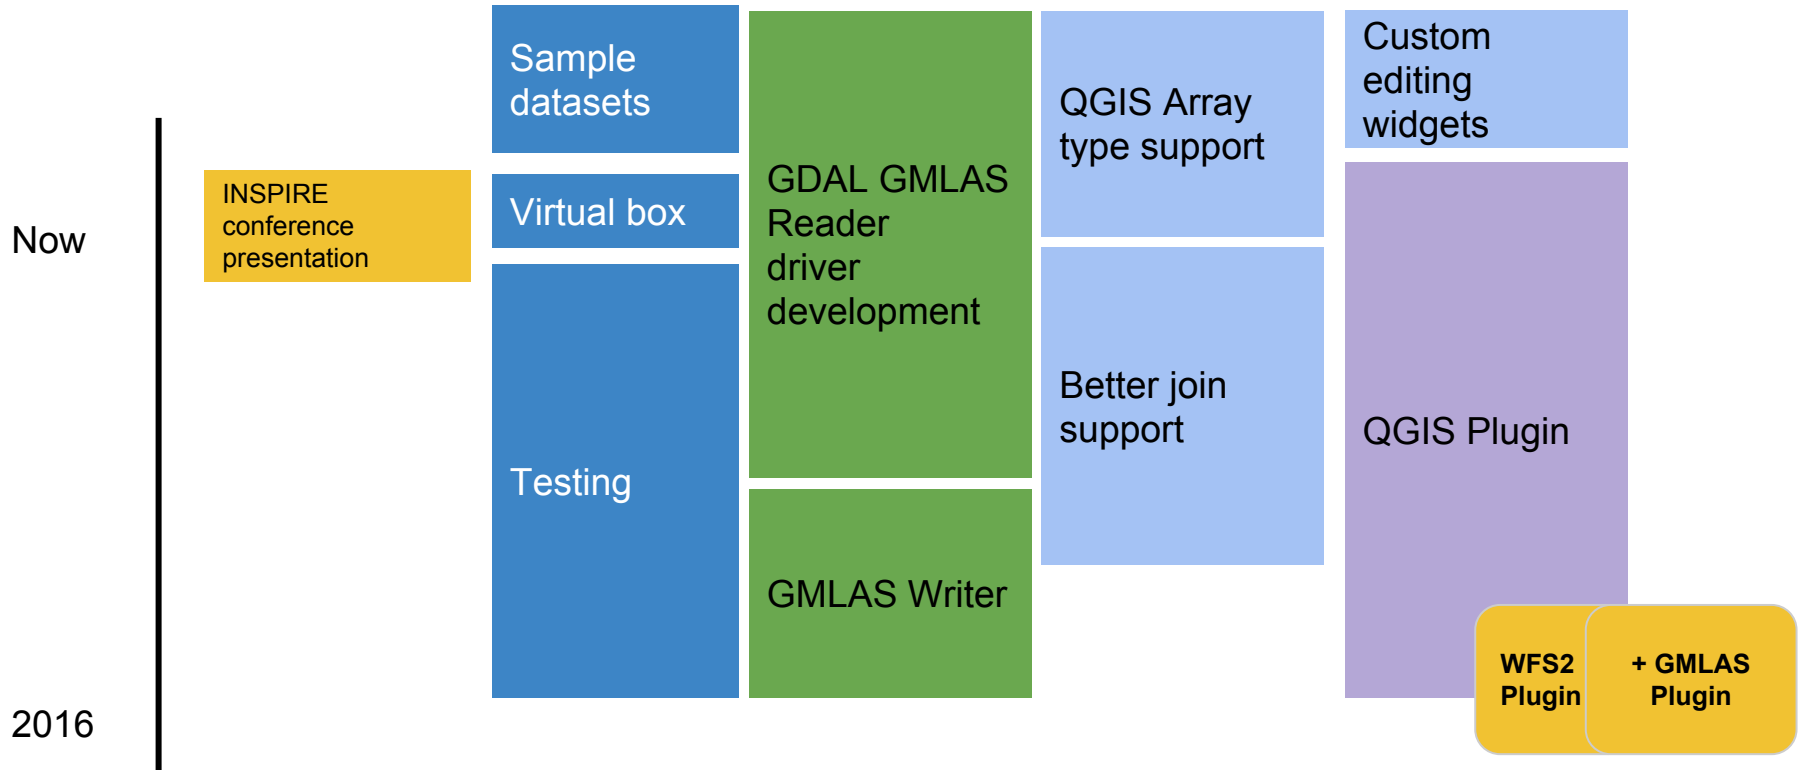 Now
2016
INSPIRE
conference
presentation
Sample
datasets
Virtual box
Testing
GDAL GMLAS
Reader
driver
development
GMLAS Writer
QGIS Array
type support
Better join
support
Custom
editing
widgets
QGIS Plugin
WFS2
Plugin
+ GMLAS
Plugin